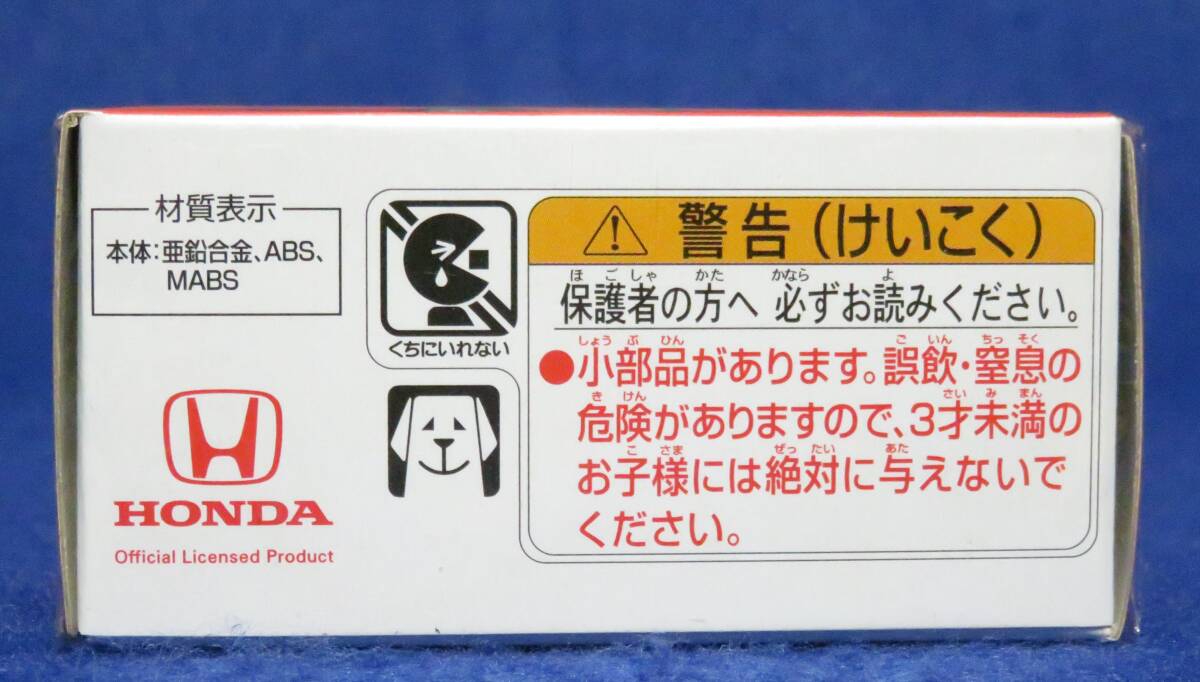 材質表示
本体：亜鉛合金、ABS、
MABS
HONDA
Official Licensed Product
くちにいれない
警告（けいこく）
ほごしゃ かた かなら よ
保護者の方へ 必ずお読みください。
しょうぶひん ごいん ちっそく
●小部品があります。誤飲・窒息の
きけん さいみまん
危険がありますので、3才未満の
こさま ぜったい あた
お子様には絶対に与えないで
ください。